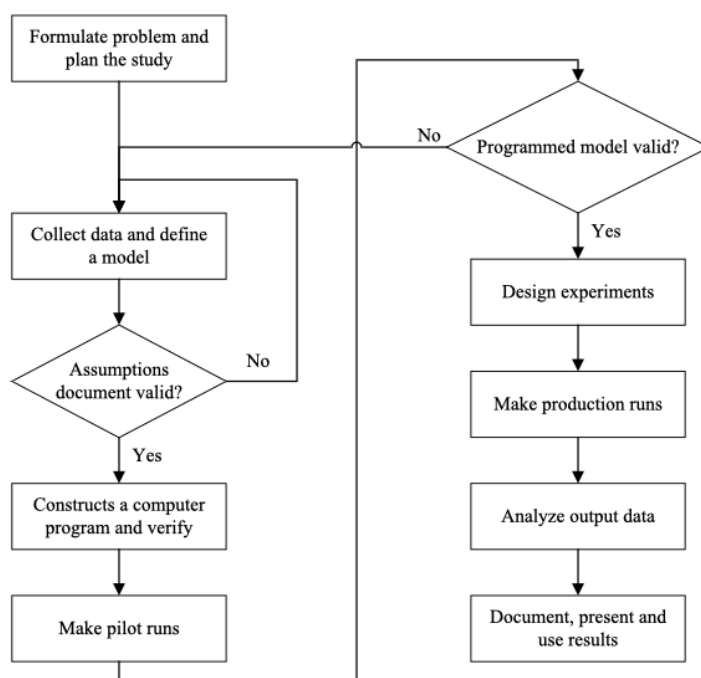 Formulate problem and
plan the study
Collect data and define
a model
Assumptions
document valid?
No
Yes
Constructs a computer
program and verify
Make pilot runs
Programmed model valid?
No
Yes
Design experiments
Make production runs
Analyze output data
Document, present and
use results